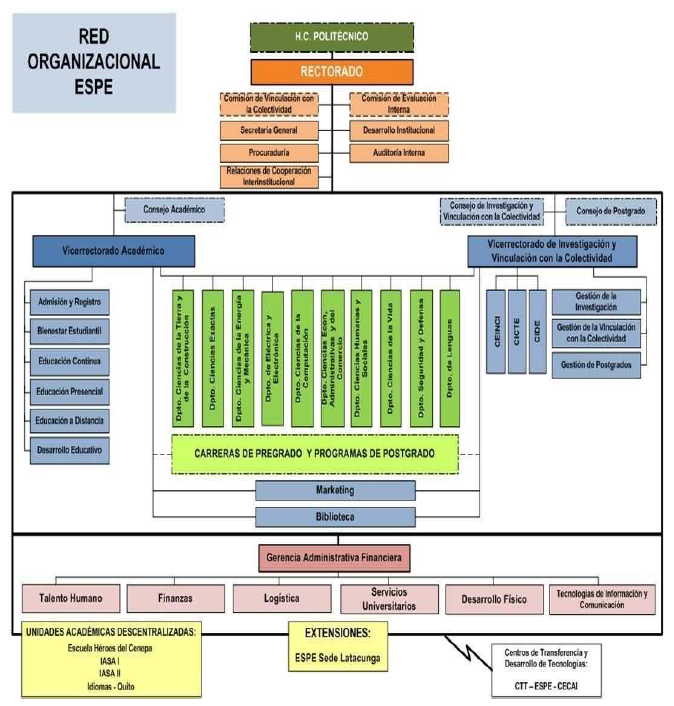 RED
ORGANIZACIONAL
ESPE
H.C. POLITÉCNICO
RECTORADO
Comisión de Vinculación con
la Colectividad
Comisión de Evaluación
Interna
Secretaría General
Desarrollo Institucional
Procuraduría
Auditoría Interna
Relaciones de Cooperación
Interinstitucional
Consejo Académico
Consejo de Investigación y
Vinculación con la Colectividad
Consejo de Postgrado
Vicerrectorado Académico
Vicerrectorado de Investigación y
Vinculación con la Colectividad
Admisión y Registro
Bienestar Estudiantil
Educación Continua
Educación Presencial
Educación a Distancia
Desarrollo Educativo
Dpto. Ciencias de la Tierra y
de la Construcción
Dpto. Ciencias Exactas
Dpto. Ciencias de la Energía
y Mecánica
Dpto. de Eléctrica y
Electrónica
Dpto. Ciencias de la
Computación
Dpto. Ciencias Econ,
Administrativas y del
Comercio
Dpto. Ciencias Humanas y
Sociales
Dpto. Ciencias de la Vida
Dpto. Seguridad y Defensa
Dpto. de Lenguas
CEINCI
CICTE
CIDE
Gestión de la
Investigación
Gestión de la Vinculación
con la Colectividad
Gestión de Postgrados
CARRERAS DE PREGRADO Y PROGRAMAS DE POSTGRADO
Marketing
Biblioteca
Gerencia Administrativa Financiera
Talento Humano
Finanzas
Logística
Servicios
Universitarios
Desarrollo Físico
Tecnologías de Información y
Comunicación
UNIDADES ACADÉMICAS DESCENTRALIZADAS:
Escuela Héroes del Cenepa
IASA I
IASA II
Idiomas - Quito
EXTENSIONES:
ESPE Sede Latacunga
Centros de Transferencia y
Desarrollo de Tecnologías:
CTT – ESPE - CECAI